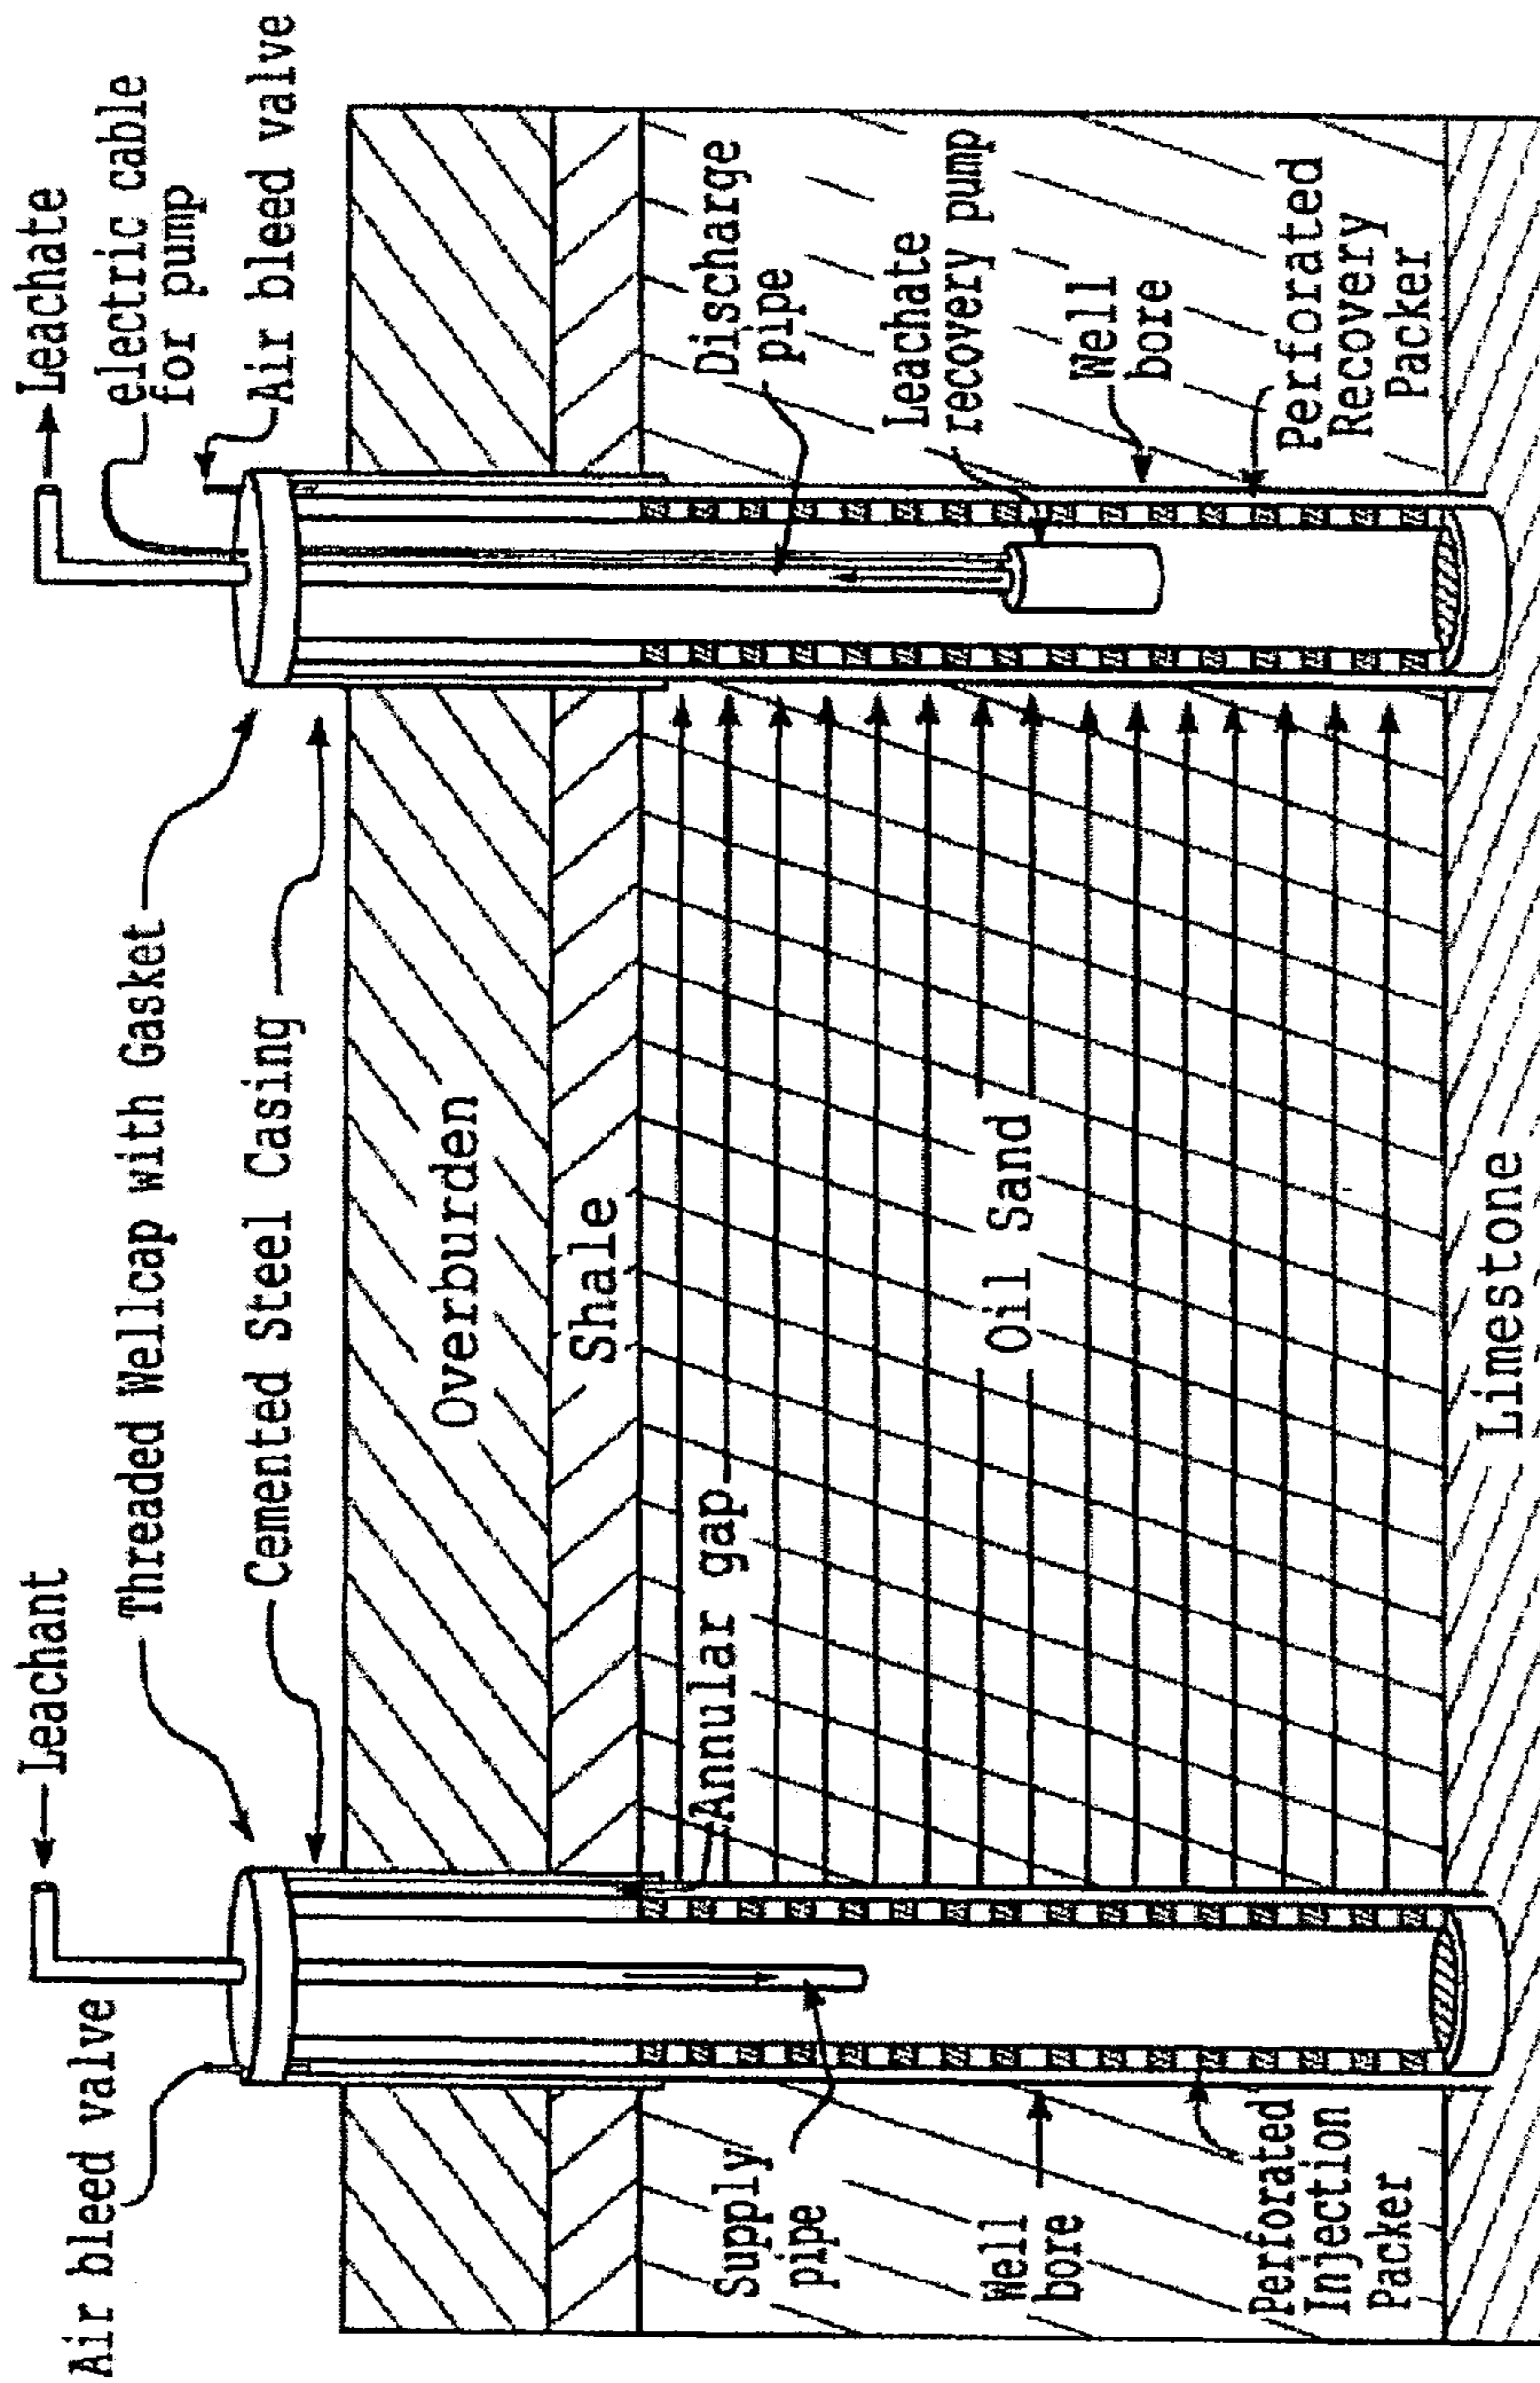 Leachant
Leachate
electric cable
for pump
Air bleed valve
Air bleed valve
Threaded Wellcap with Gasket
Cemented Steel Casing
Overburden
Shale
Annular gap
Supply
pipe
Discharge
pipe
Oil Sand
Leachate
recovery pump
Well
bore
Well
bore
Perforated
Injection
Packer
Perforated
Recovery
Packer
Limestone